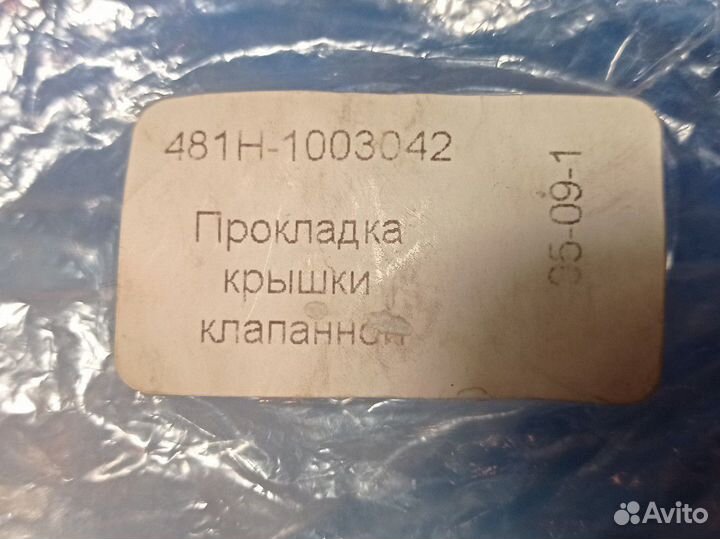 481H-1003042
Прокладка
крышки
клапанной
35-09-1
Avito